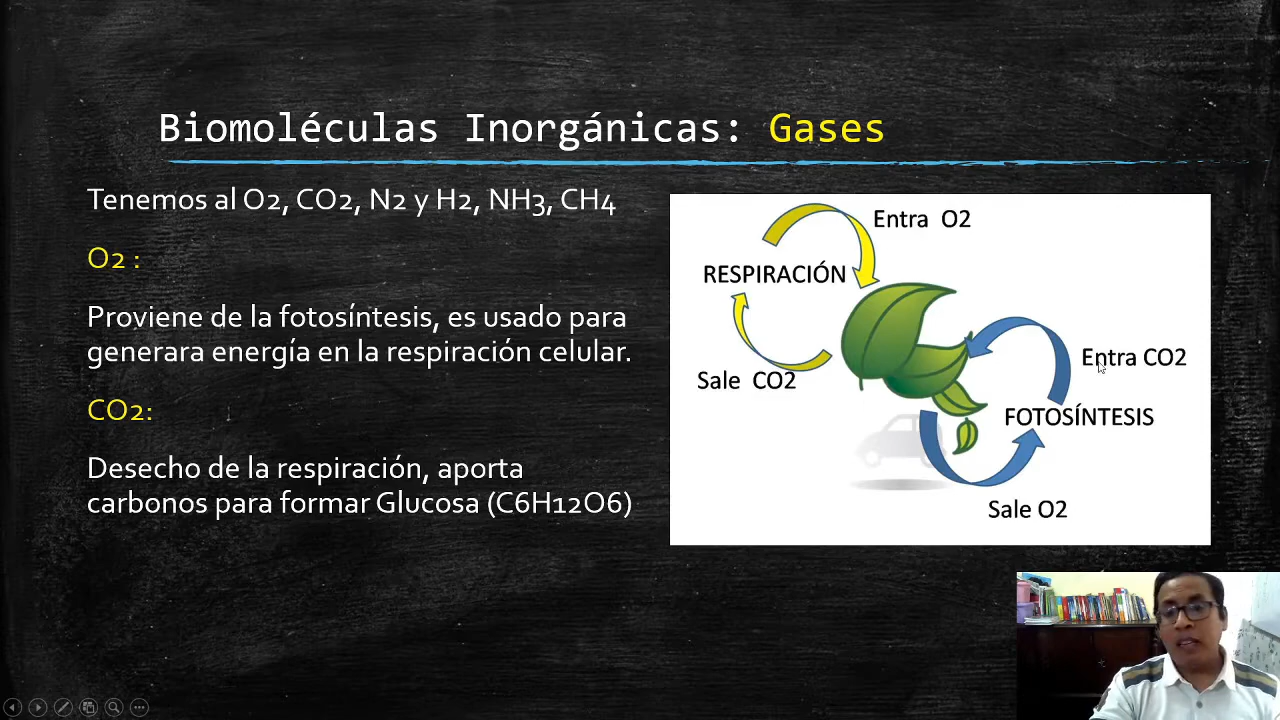 Biomoléculas Inorgánicas: Gases
Tenemos al O2, CO2, N2 y H2, NH3, CH4
O2 :
Proviene de la fotosíntesis, es usado para
generara energía en la respiración celular.
CO2:
Desecho de la respiración, aporta
carbonos para formar Glucosa (C6H12O6)
Entra O2
RESPIRACIÓN
Sale CO2
Entra CO2
FOTOSÍNTESIS
Sale O2